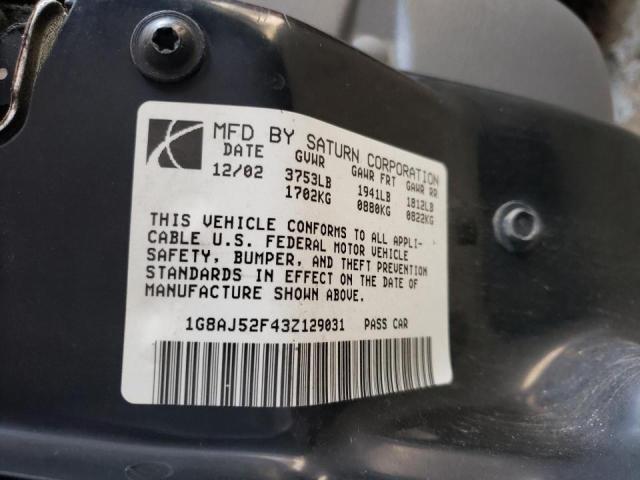 MFD BY SATURN CORPORATION
DATE GVWR GAWR FRT GAWR RR
12/02 3753LB 1941LB 1812LB
1702KG 0880KG 0822KG
THIS VEHICLE CONFORMS TO ALL APPLI-
CABLE U.S. FEDERAL MOTOR VEHICLE
SAFETY, BUMPER, AND THEFT PREVENTION
STANDARDS IN EFFECT ON THE DATE OF
MANUFACTURE SHOWN ABOVE.
1G8AJ52F43Z129031 PASS CAR